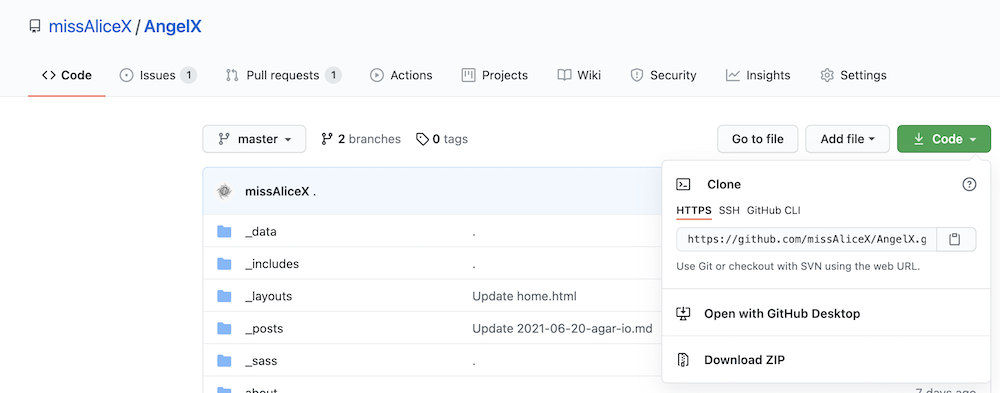 missAliceX / AngelX
Code Issues 1 Pull requests 1 Actions Projects Wiki Security Insights Settings
master 2 branches 0 tags Go to file Add file Code
missAliceX .
Clone
HTTPS SSH GitHub CLI
_data .
https://github.com/missAliceX/AngelX.g
_includes .
Use Git or checkout with SVN using the web URL.
_layouts Update home.html
Open with GitHub Desktop
_posts Update 2021-06-20-agar-io.md
_sass .
Download ZIP
about
7 days ago